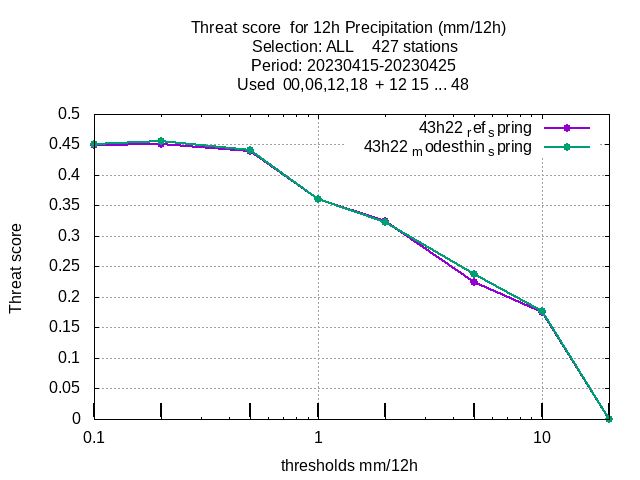 Threat score  for 12h Precipitation (mm/12h)
Selection: ALL    427 stations
Period: 20230415-20230425
Used  00,06,12,18  + 12 15 ... 48
43h22 ref spring
43h22 modesthin spring
0.5
0.45
0.4
0.35
0.3
0.25
0.2
0.15
0.1
0.05
0
Threat score
0.1 1 10
thresholds mm/12h